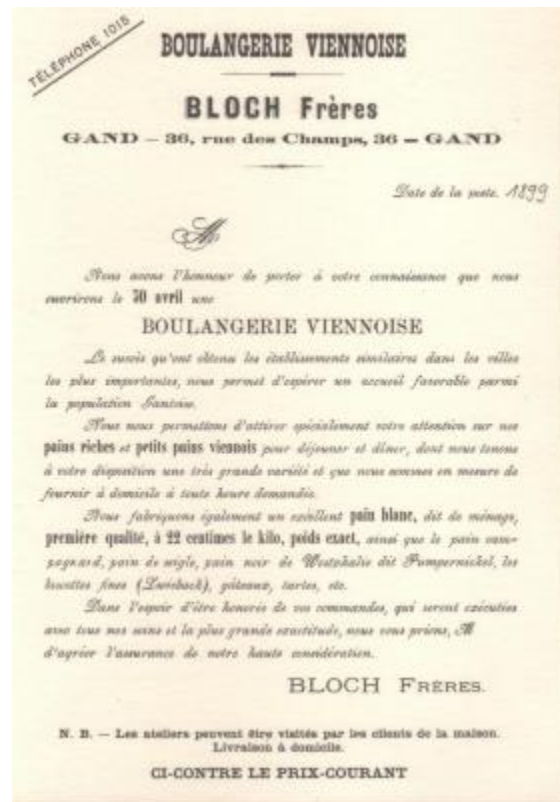 TÉLÉPHONE 1015
BOULANGERIE VIENNOISE
BLOCH Frères
GAND – 36, rue des Champs, 36 – GAND
Date de la poste. 1899
M
Nous avons l'honneur de porter à votre connaissance que nous
ouvrirons le 30 avril une
BOULANGERIE VIENNOISE
Le succès qu'ont obtenu les établissements similaires dans les villes
les plus importantes, nous permet d'espérer un accueil favorable parmi
la population Gantoise.
Nous nous permettons d'attirer spécialement votre attention sur nos
pains riches et petits pains viennois pour déjeuner et dîner, dont nous tenons
à votre disposition une très grande variété et que nous sommes en mesure de
fournir à domicile à toute heure demandée.
Nous fabriquons également un excellent pain blanc, dit de ménage,
première qualité, à 22 centimes le kilo, poids exact, ainsi que le pain cam-
pagnard, pain de seigle, pain noir de Westphalie dit Pumpernickel, les
biscottes fines (Zwieback), gâteaux, tartes, etc.
Dans l'espoir d'être honorés de vos commandes, qui seront exécutées
avec tous nos soins et la plus grande exactitude, nous vous prions, M
d'agréer l'assurance de notre haute considération.
BLOCH FRÈRES.
N. B. — Les ateliers peuvent être visités par les clients de la maison.
Livraison à domicile.
CI-CONTRE LE PRIX-COURANT